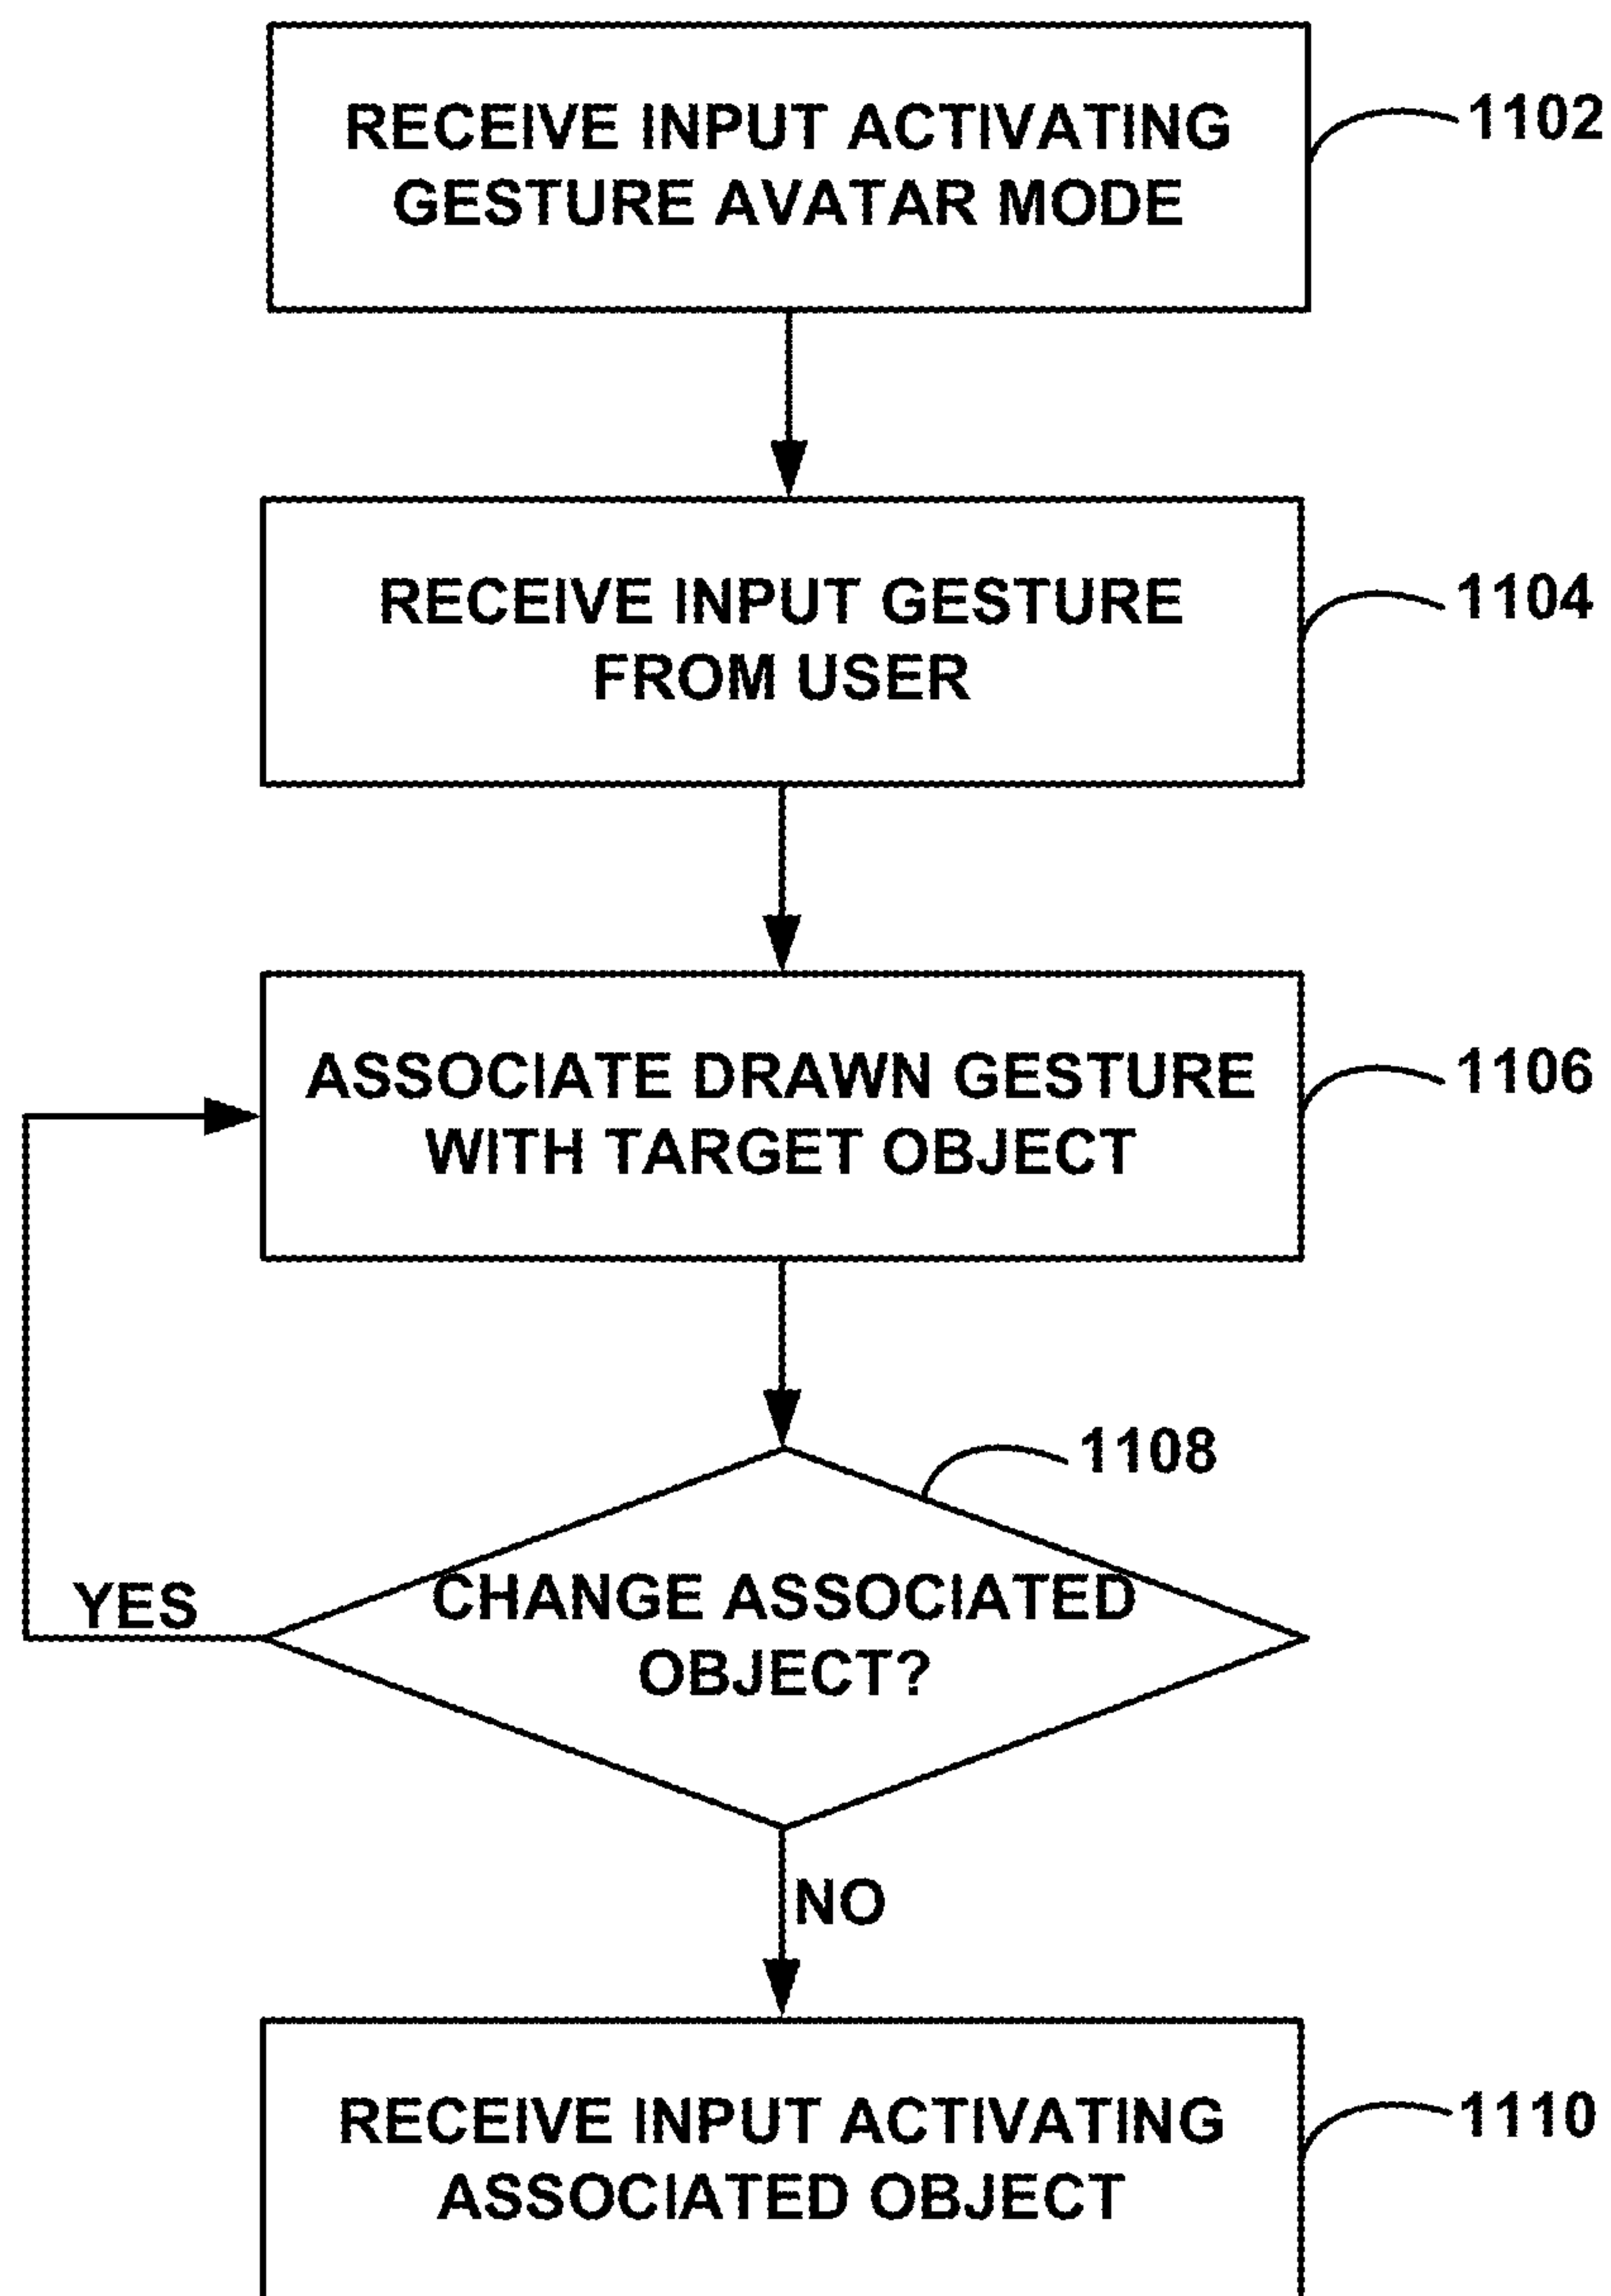 RECEIVE INPUT ACTIVATING
GESTURE AVATAR MODE
1102
RECEIVE INPUT GESTURE
FROM USER
1104
ASSOCIATE DRAWN GESTURE
WITH TARGET OBJECT
1106
1108
CHANGE ASSOCIATED
OBJECT?
YES
NO
RECEIVE INPUT ACTIVATING
ASSOCIATED OBJECT
1110